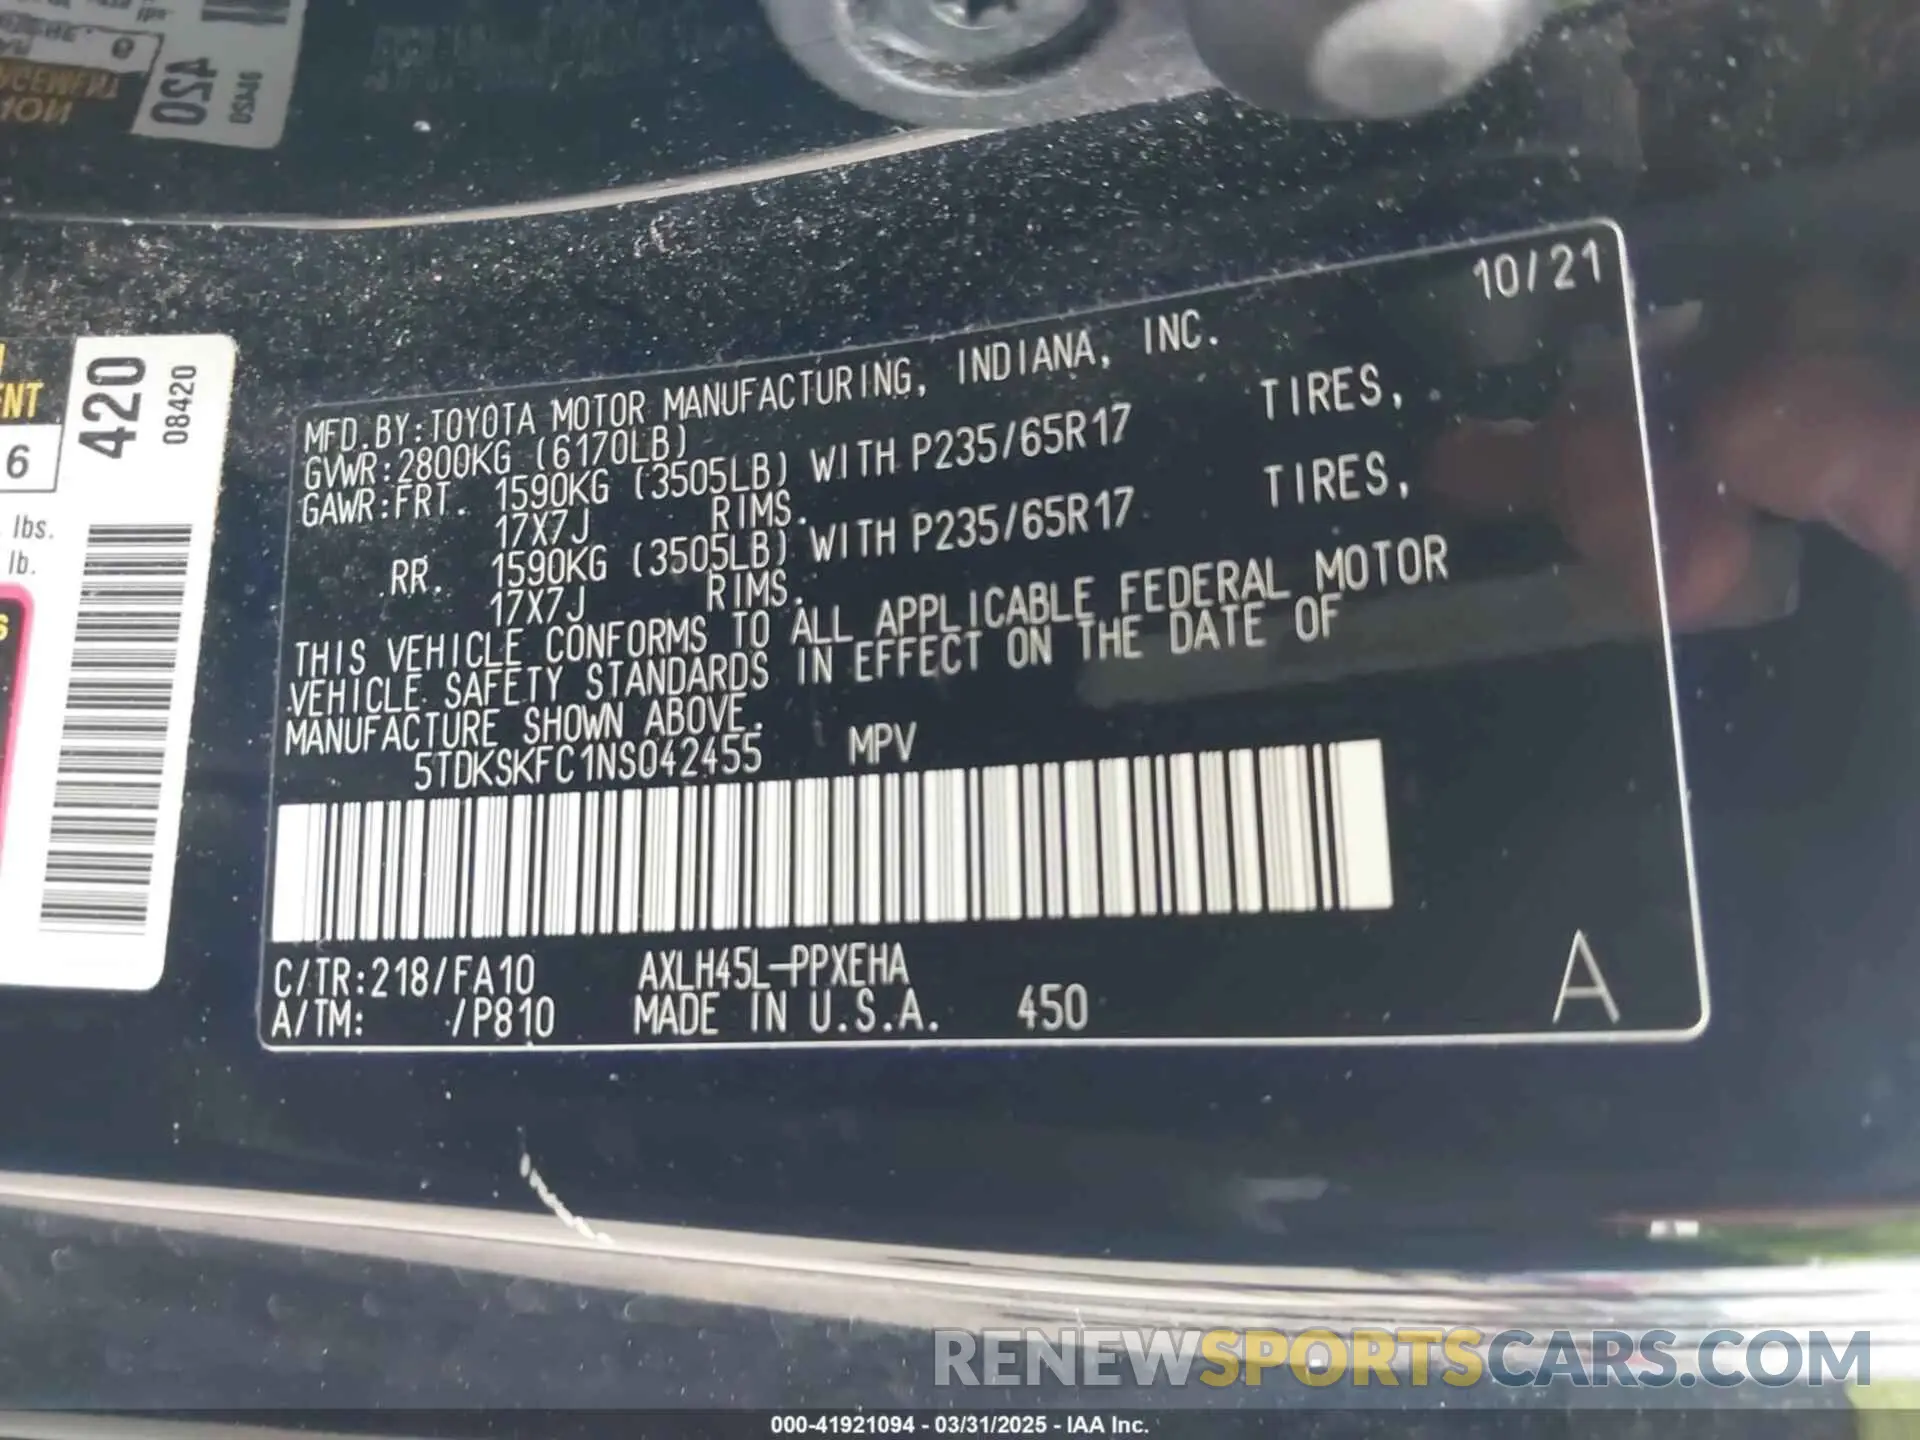 10/21
MFD.BY:TOYOTA MOTOR MANUFACTURING, INDIANA, INC.
GVWR:2800KG (6170LB)
GAWR:FRT. 1590KG (3505LB) WITH P235/65R17 TIRES,
17X7J RIMS.
RR. 1590KG (3505LB) WITH P235/65R17 TIRES,
17X7J RIMS.
THIS VEHICLE CONFORMS TO ALL APPLICABLE FEDERAL MOTOR
VEHICLE SAFETY STANDARDS IN EFFECT ON THE DATE OF
MANUFACTURE SHOWN ABOVE.
5TDKSKFC1NS042455 MPV
C/TR:218/FA10 AXLH45L-PPXEHA
A/TM: /P810 MADE IN U.S.A. 450
A
420
08420
6
lbs.
lb.
RENEWSPORTSCARS.COM
000-41921094 - 03/31/2025 - IAA Inc.